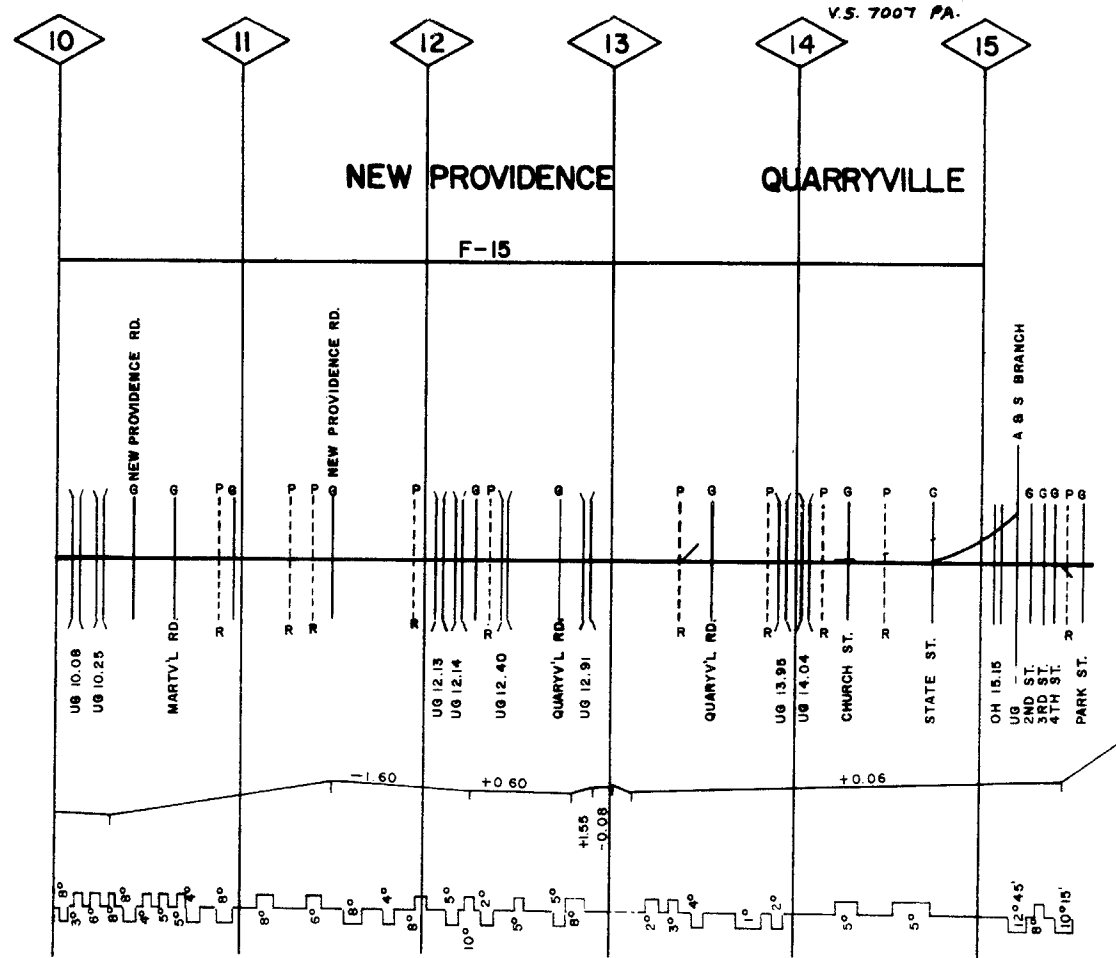 V.S. 7007 PA.
10 11 12 13 14 15
NEW PROVIDENCE QUARRYVILLE
F-15
NEW PROVIDENCE RD.
NEW PROVIDENCE RD.
A & S BRANCH
G G P G P P G P G P G P G P P G P G G G G P G
R R R R R R R R R R
UG 10.08
UG 10.25
MARTV'L RD.
UG 12.13
UG 12.14
UG 12.40
QUARYV'L RD.
UG 12.91
QUARYV'L RD.
UG 13.95
UG 14.04
CHURCH ST.
STATE ST.
OH 15.15
UG
2ND ST.
3RD ST.
4TH ST.
PARK ST.
-1.60 +0.60 +1.55 -0.08 +0.06
8° 3° 6° 8° 8° 4° 5° 5° 4° 8° 8° 6° 8° 4° 8° 5° 10° 2° 5° 5° 8° 2° 3° 4° 1° 2° 5° 5° 12°45' 8° 10°15'